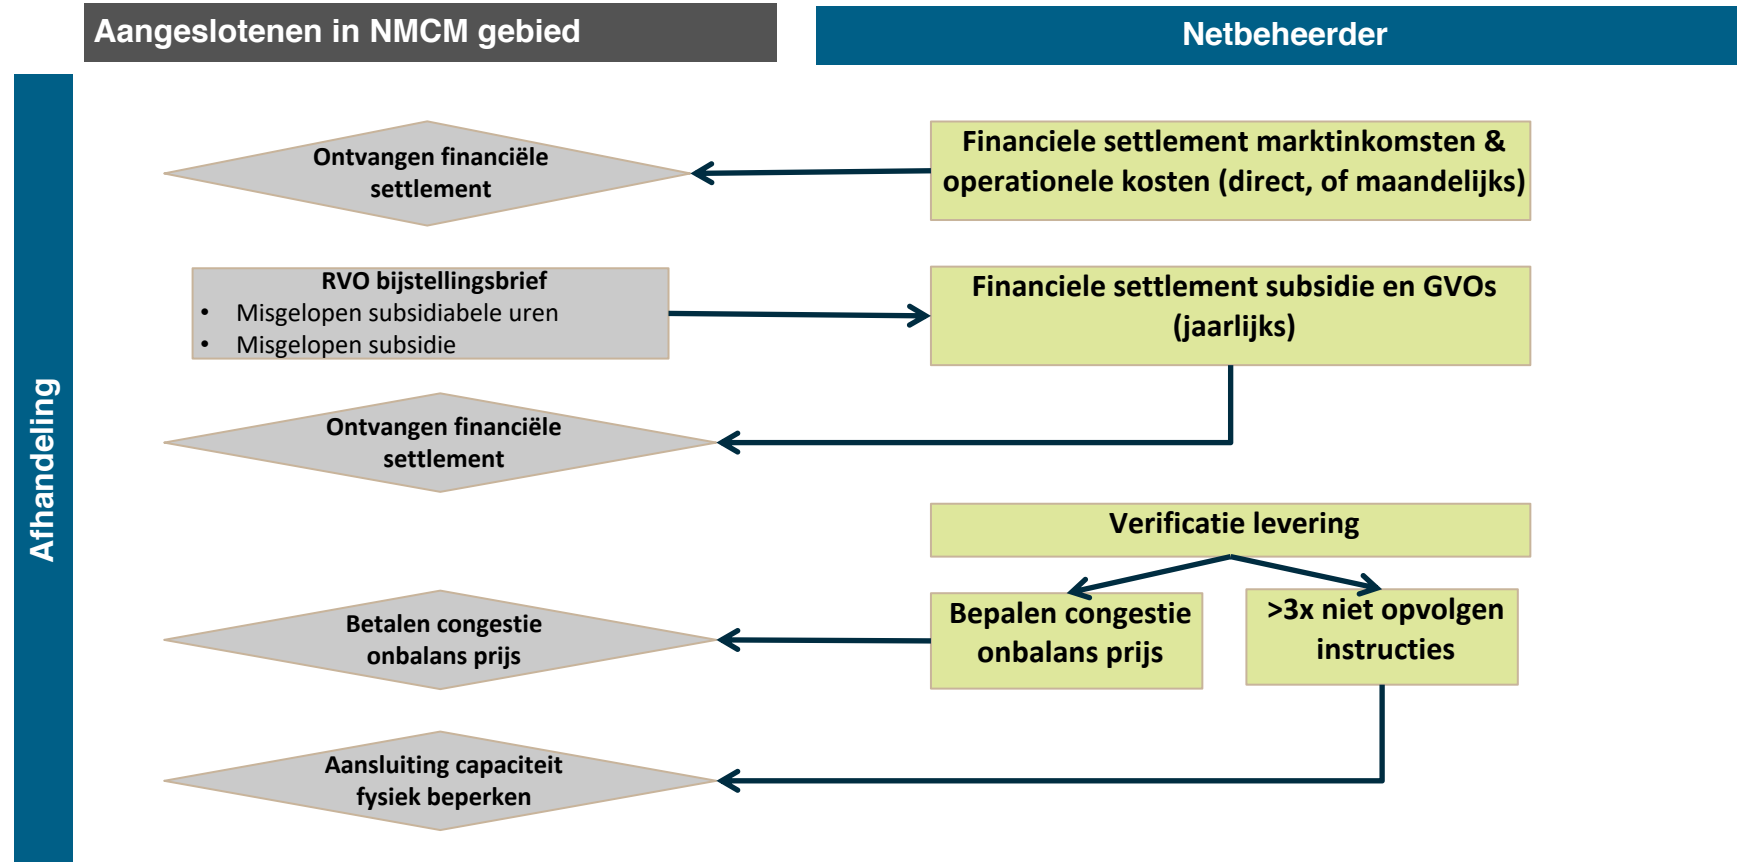 Aangeslotenen in NMCM gebied
Netbeheerder
Afhandeling
Ontvangen financiële
settlement
Financiele settlement marktinkomsten &
operationele kosten (direct, of maandelijks)
RVO bijstellingsbrief
• Misgelopen subsidiabele uren
• Misgelopen subsidie
Financiele settlement subsidie en GVOs
(jaarlijks)
Ontvangen financiële
settlement
Verificatie levering
Betalen congestie
onbalans prijs
Bepalen congestie
onbalans prijs
>3x niet opvolgen
instructies
Aansluiting capaciteit
fysiek beperken